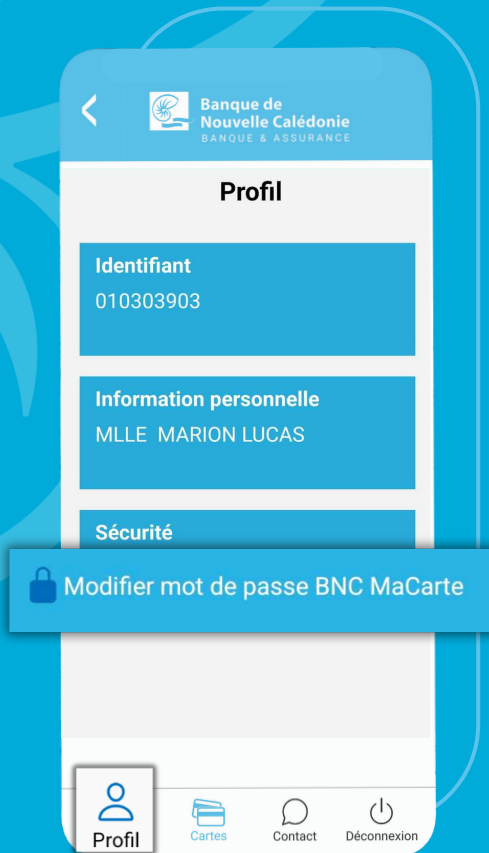 Banque de
Nouvelle Calédonie
BANQUE & ASSURANCE
Profil
Identifiant
010303903
Information personnelle
MLLE MARION LUCAS
Sécurité
Modifier mot de passe BNC MaCarte
Profil
Cartes
Contact
Déconnexion